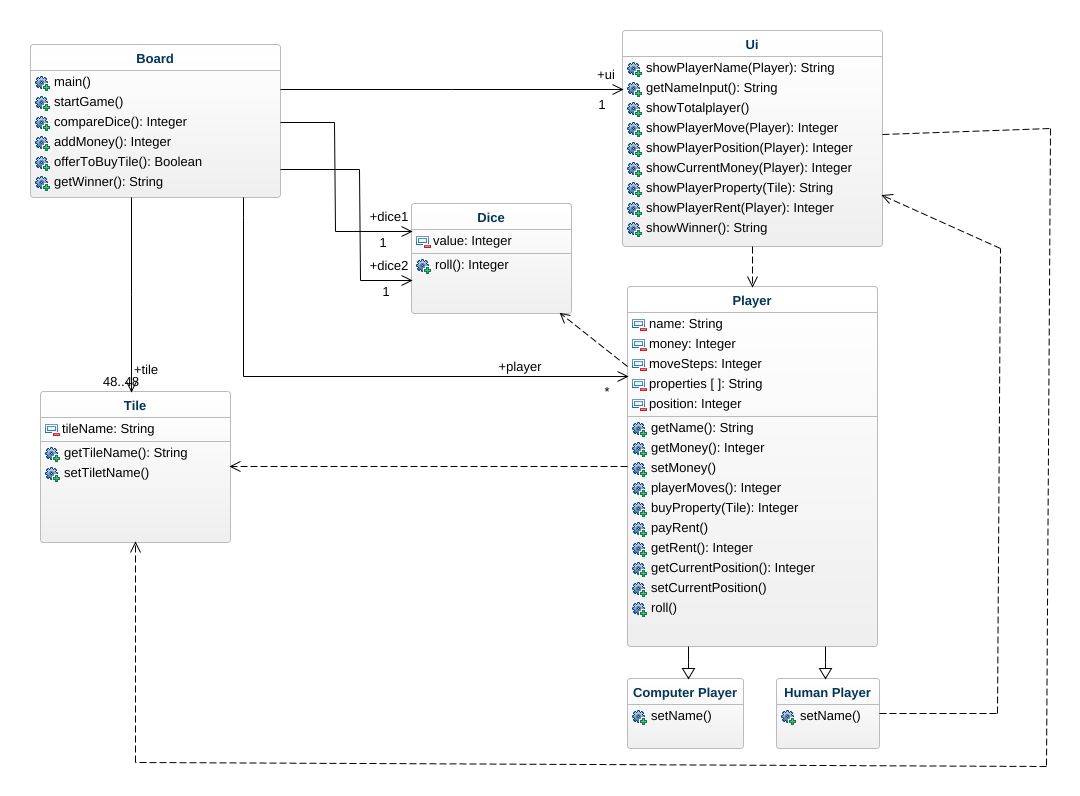 Board
main()
startGame()
compareDice(): Integer
addMoney(): Integer
offerToBuyTile(): Boolean
getWinner(): String
+ui
1
Ui
showPlayerName(Player): String
getNameInput(): String
showTotalplayer()
showPlayerMove(Player): Integer
showPlayerPosition(Player): Integer
showCurrentMoney(Player): Integer
showPlayerProperty(Tile): String
showPlayerRent(Player): Integer
showWinner(): String
+dice1
1
+dice2
1
Dice
value: Integer
roll(): Integer
+player
*
Player
name: String
money: Integer
moveSteps: Integer
properties [ ]: String
position: Integer
getName(): String
getMoney(): Integer
setMoney()
playerMoves(): Integer
buyProperty(Tile): Integer
payRent()
getRent(): Integer
getCurrentPosition(): Integer
setCurrentPosition()
roll()
+tile
48..48
Tile
tileName: String
getTileName(): String
setTiletName()
Computer Player
setName()
Human Player
setName()